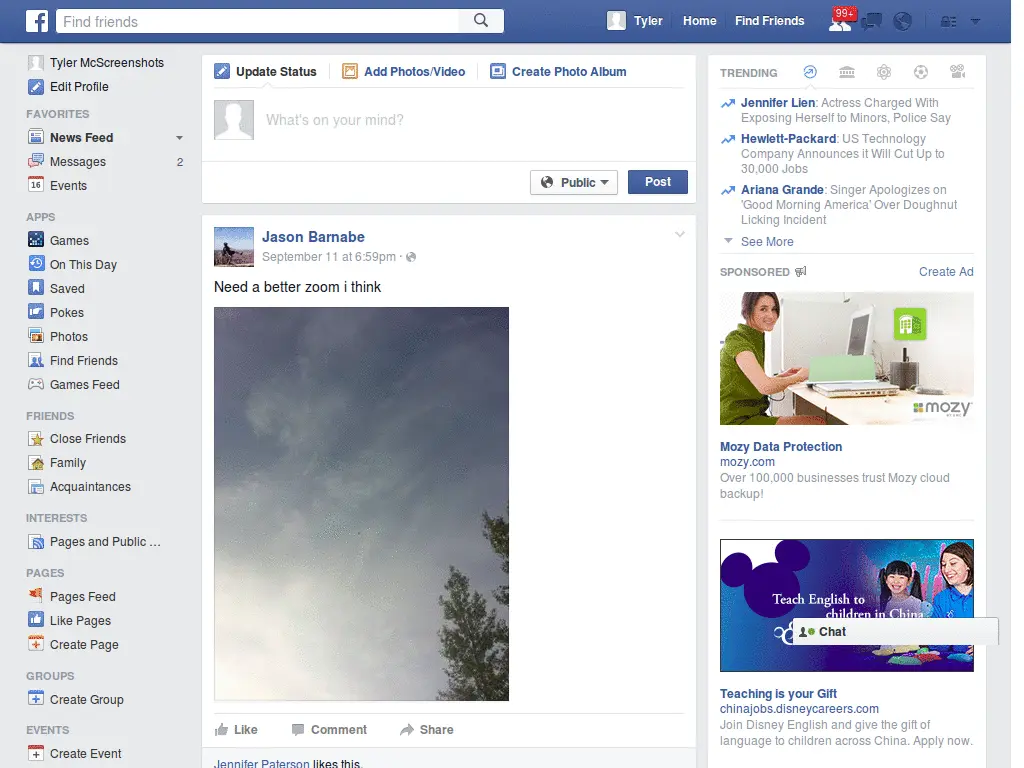 Find friends
Tyler
Home
Find Friends
99+
Tyler McScreenshots
Edit Profile
FAVORITES
News Feed
Messages 2
16 Events
APPS
Games
On This Day
Saved
Pokes
Photos
Find Friends
Games Feed
FRIENDS
Close Friends
Family
Acquaintances
INTERESTS
Pages and Public ...
PAGES
Pages Feed
Like Pages
Create Page
GROUPS
Create Group
EVENTS
Create Event
Update Status
Add Photos/Video
Create Photo Album
What's on your mind?
Public
Post
Jason Barnabe
September 11 at 6:59pm ·
Need a better zoom i think
Like
Comment
Share
Jennifer Paterson likes this.
TRENDING
Jennifer Lien: Actress Charged With
Exposing Herself to Minors, Police Say
Hewlett-Packard: US Technology
Company Announces it Will Cut Up to
30,000 Jobs
Ariana Grande: Singer Apologizes on
'Good Morning America' Over Doughnut
Licking Incident
See More
SPONSORED
Create Ad
mozy
Mozy Data Protection
mozy.com
Over 100,000 businesses trust Mozy cloud
backup!
Teach English to
children in China
Chat
Teaching is your Gift
chinajobs.disneycareers.com
Join Disney English and give the gift of
language to children across China. Apply now.